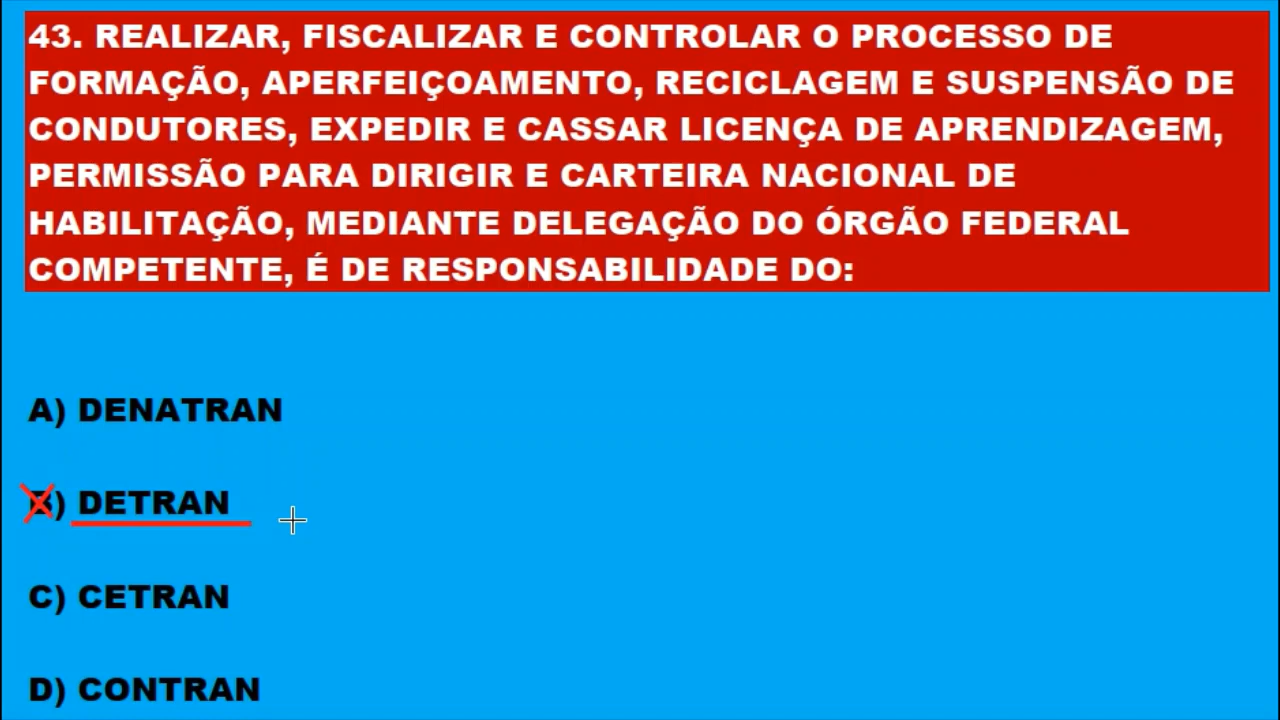 43. REALIZAR, FISCALIZAR E CONTROLAR O PROCESSO DE
FORMAÇÃO, APERFEIÇOAMENTO, RECICLAGEM E SUSPENSÃO DE
CONDUTORES, EXPEDIR E CASSAR LICENÇA DE APRENDIZAGEM,
PERMISSÃO PARA DIRIGIR E CARTEIRA NACIONAL DE
HABILITAÇÃO, MEDIANTE DELEGAÇÃO DO ÓRGÃO FEDERAL
COMPETENTE, É DE RESPONSABILIDADE DO:
A) DENATRAN
B) DETRAN
C) CETRAN
D) CONTRAN